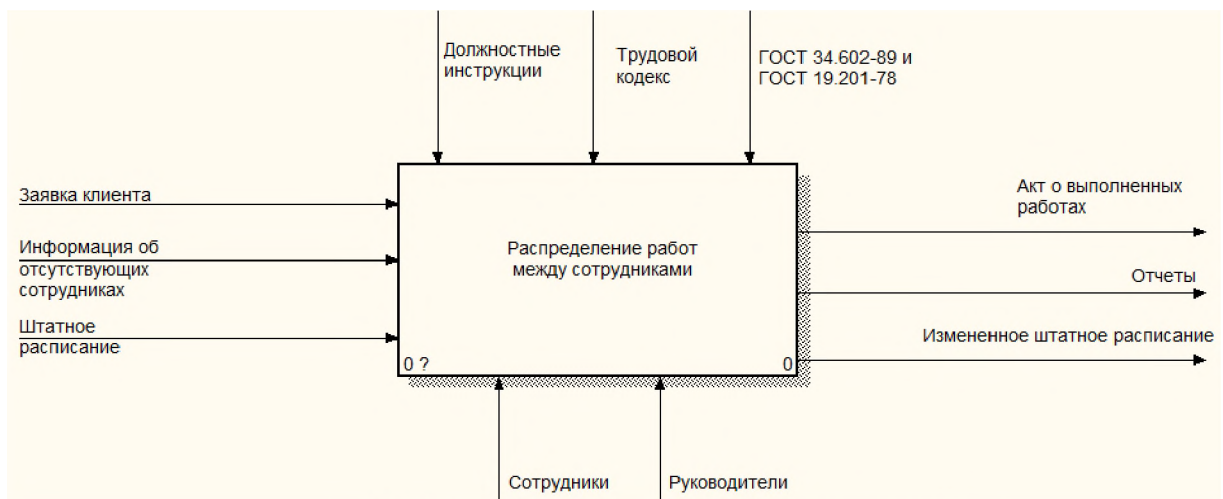 Должностные
инструкции
Трудовой
кодекс
ГОСТ 34.602-89 и
ГОСТ 19.201-78
Заявка клиента
Информация об
отсутствующих
сотрудниках
Штатное
расписание
Распределение работ
между сотрудниками
0 ?
0
Акт о выполненных
работах
Отчеты
Измененное штатное расписание
Сотрудники
Руководители